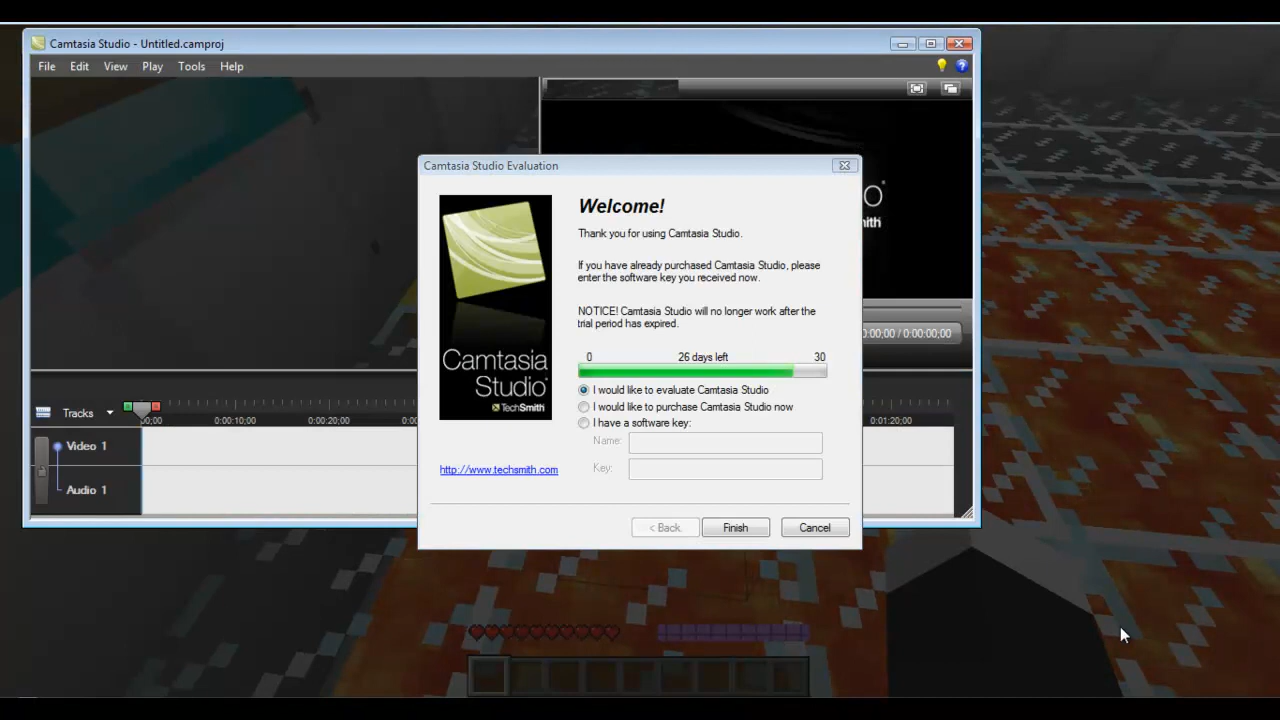 Camtasia Studio - Untitled.camproj
File Edit View Play Tools Help
Camtasia Studio Evaluation
Welcome!
Thank you for using Camtasia Studio.
If you have already purchased Camtasia Studio, please
enter the software key you received now.
NOTICE! Camtasia Studio will no longer work after the
trial period has expired.
0 26 days left 30
I would like to evaluate Camtasia Studio
I would like to purchase Camtasia Studio now
I have a software key:
Name:
Key:
Camtasia
Studio
TechSmith
http://www.techsmith.com
< Back
Finish
Cancel
0:00;00 / 0:00:00;00
Tracks
0:00:10;00 0:00:20;00
0:01:20;00
Video 1
Audio 1